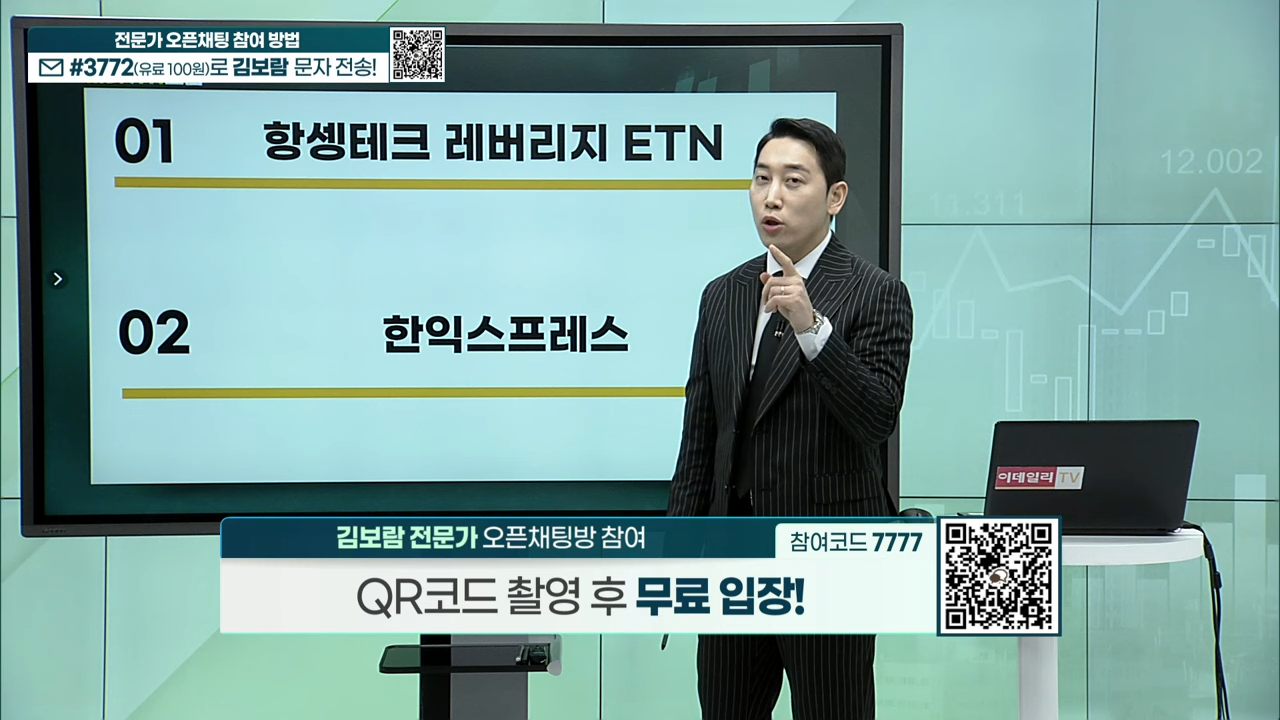 전문가 오픈채팅 참여 방법
#3772(유료 100원)로 김보람 문자 전송!
01 항셍테크 레버리지 ETN
02 한익스프레스
11.311
12.002
이데일리 TV
김보람 전문가 오픈채팅방 참여
참여코드 7777
QR코드 촬영 후 무료 입장!